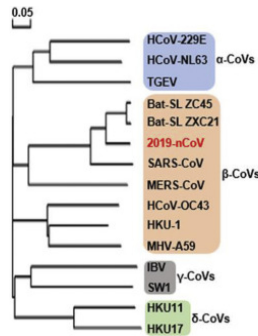 0.05
HCoV-229E
HCoV-NL63
α-CoVs
TGEV
Bat-SL ZC45
Bat-SL ZXC21
2019-nCoV
SARS-CoV
β-CoVs
MERS-CoV
HCoV-OC43
HKU-1
MHV-A59
IBV
γ-CoVs
SW1
HKU11
δ-CoVs
HKU17